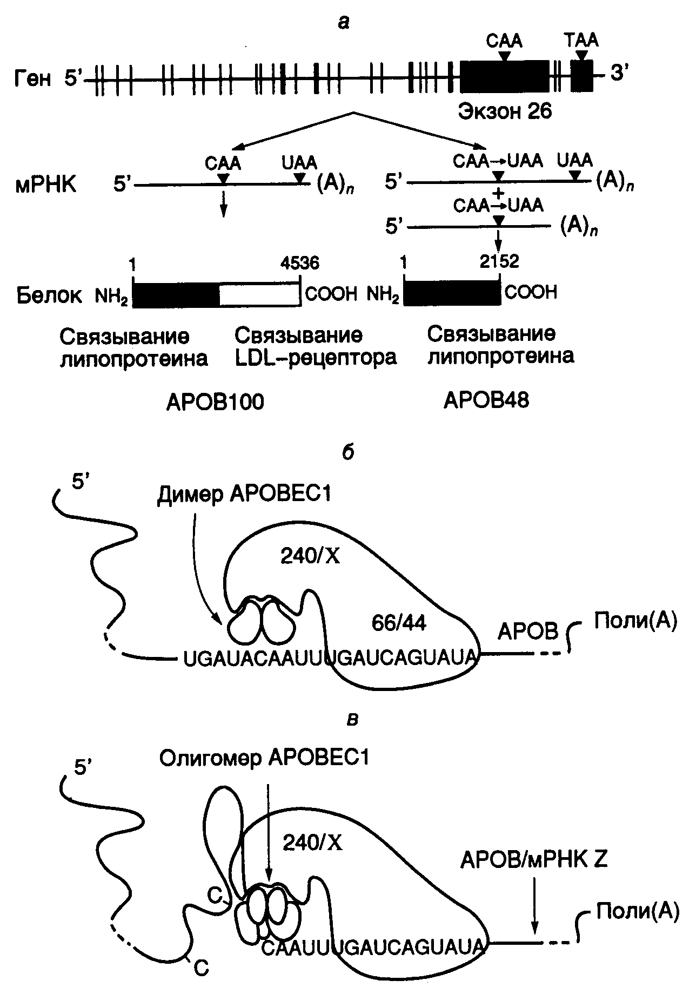 а
CAA TAA
Ген 5' 3'
Экзон 26
CAA UAA CAA→UAA UAA
мРНК 5' (A)n 5' (A)n
+
CAA→UAA
5' (A)n
1 4536 1 2152
Белок NH2 COOH NH2 COOH
Связывание Связывание Связывание
липопротеина LDL–рецептора липопротеина
APOB100 APOB48
б
5'
Димер APOBEC1
240/X
66/44
APOB Поли(А)
UGAUACAAUUUGAUCAGUAUA
в
Олигомер APOBEC1
5'
240/X
APOB/мРНК Z
C
Поли(А)
CAAUUUGAUCAGUAUA
C